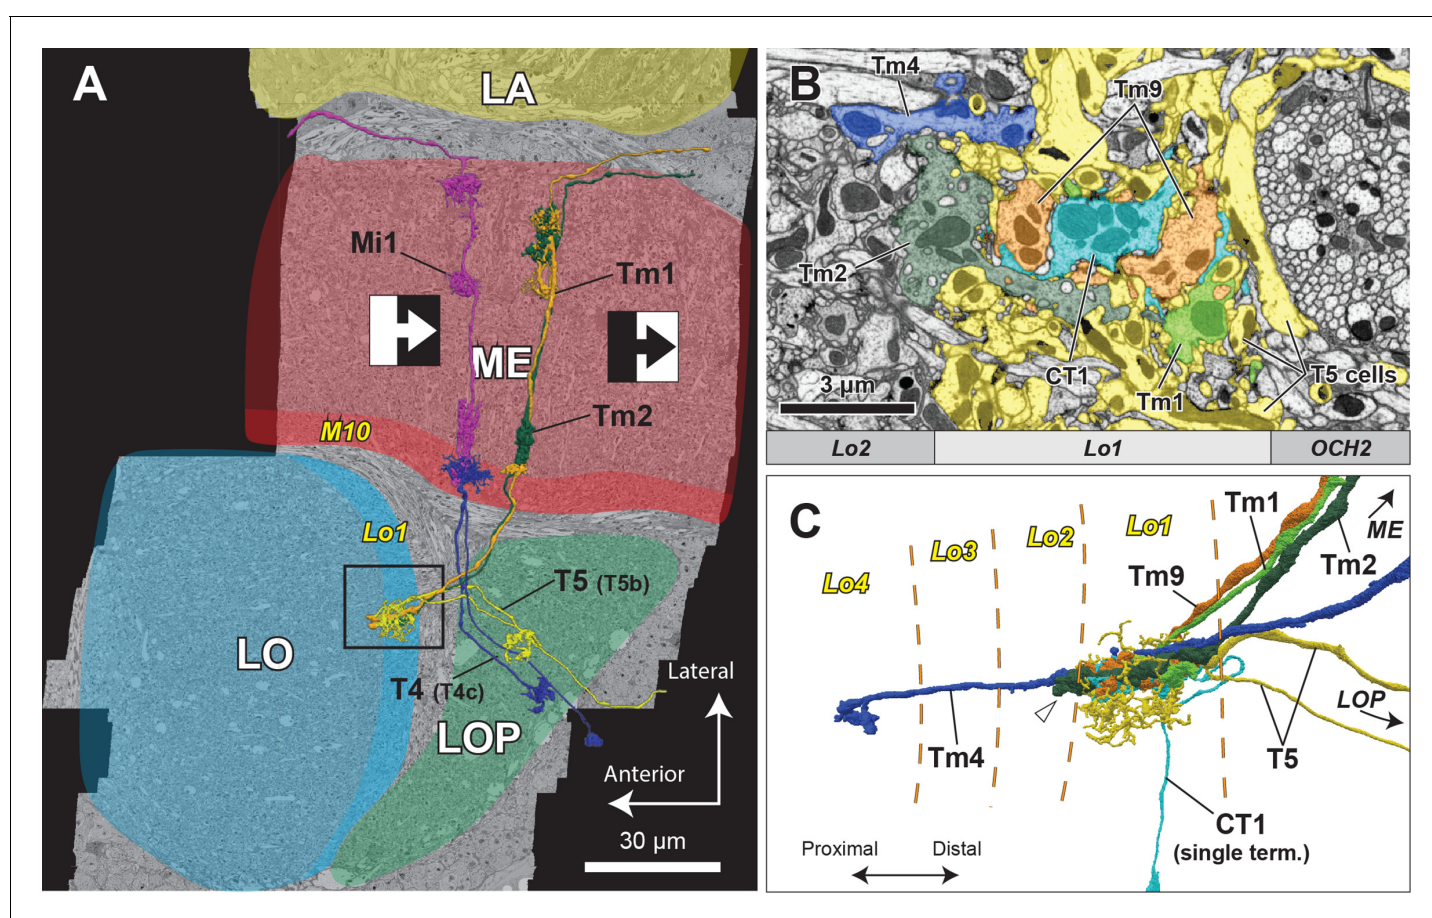 A
LA
Mi1
Tm1
ME
Tm2
M10
Lo1
T5 (T5b)
LO
T4 (T4c)
Lateral
LOP
Anterior
30 µm
B
Tm4
Tm9
Tm2
CT1
Tm1
T5 cells
3 µm
Lo2
Lo1
OCH2
C
Tm1
ME
Lo1
Lo2
Lo3
Lo4
Tm2
Tm9
LOP
Tm4
T5
CT1
(single term.)
Proximal
Distal